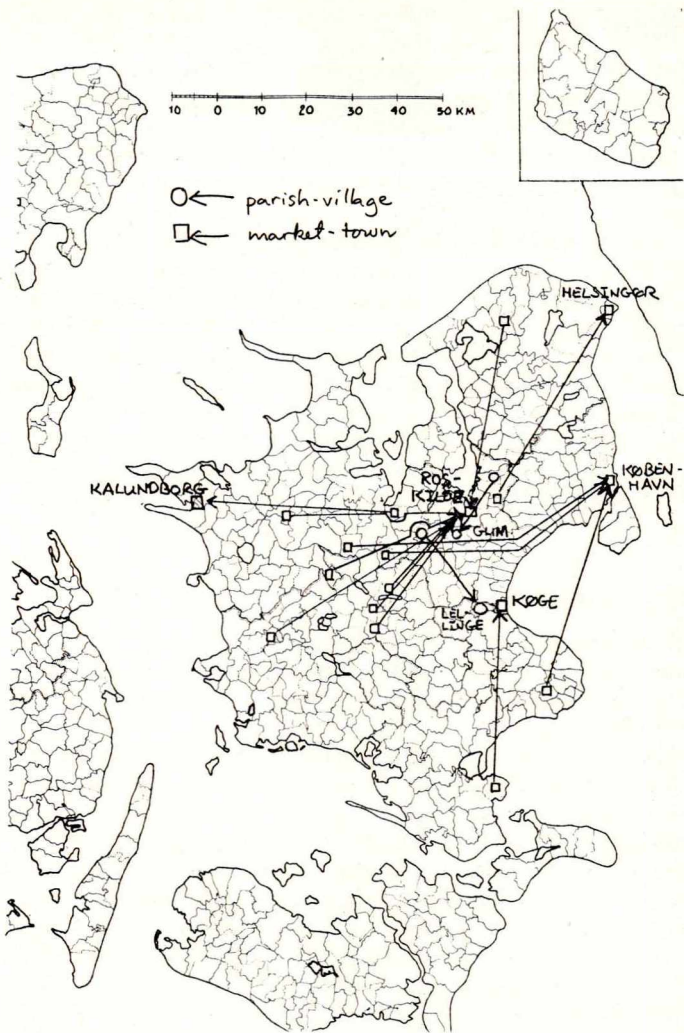 10 0 10 20 30 40 50 KM
parish-village
market-town
HELSINGØR
KØBEN-
HAVN
ROS-
KILDE
KALUNDBORG
GLIM
KØGE
LEL-
LINGE